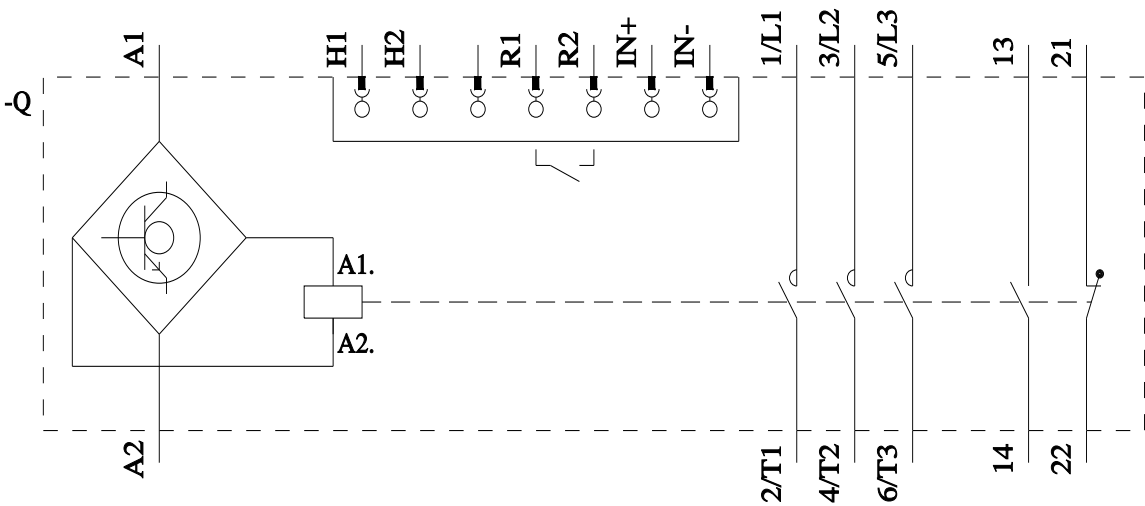 A1
H1
H2
R1
R2
IN+
IN-
1/L1
3/L2
5/L3
13
21
-Q
A1.
A2.
A2
2/T1
4/T2
6/T3
14
22